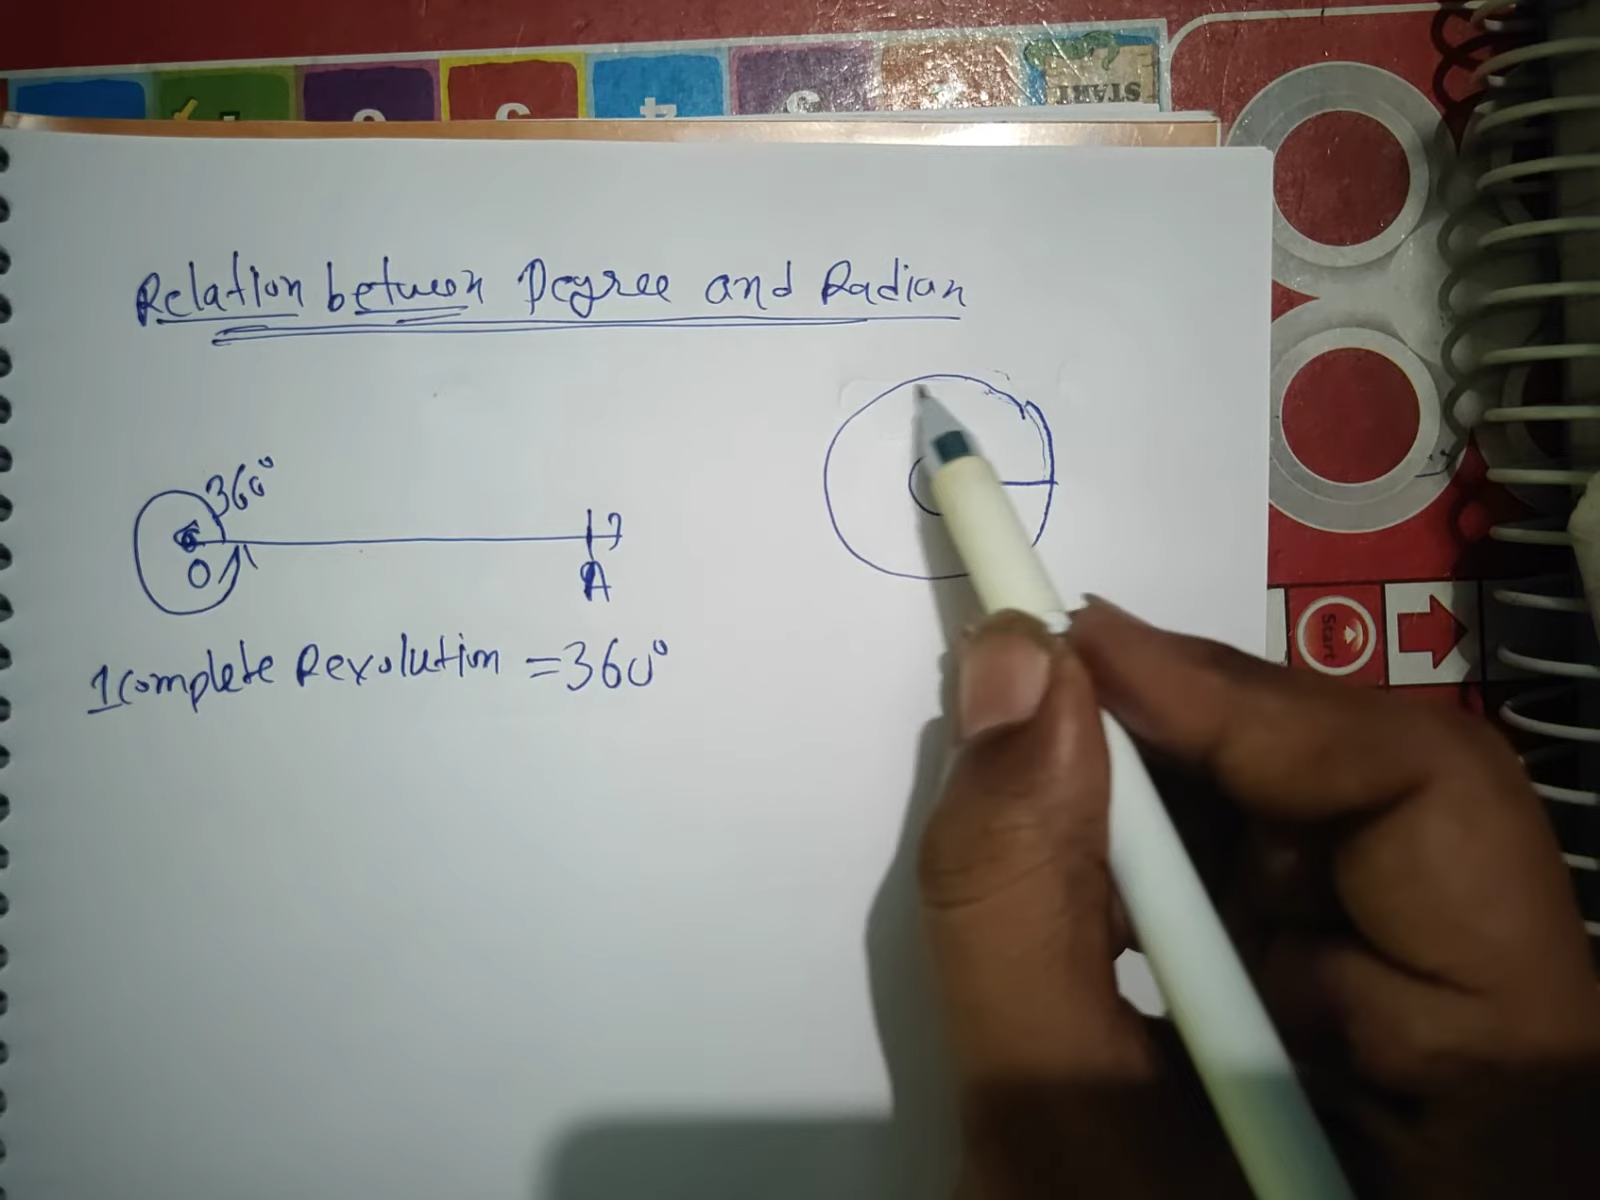 START
Relation between Degree and Radian
360°
O
A
1 Complete Revolution = 360°
Start